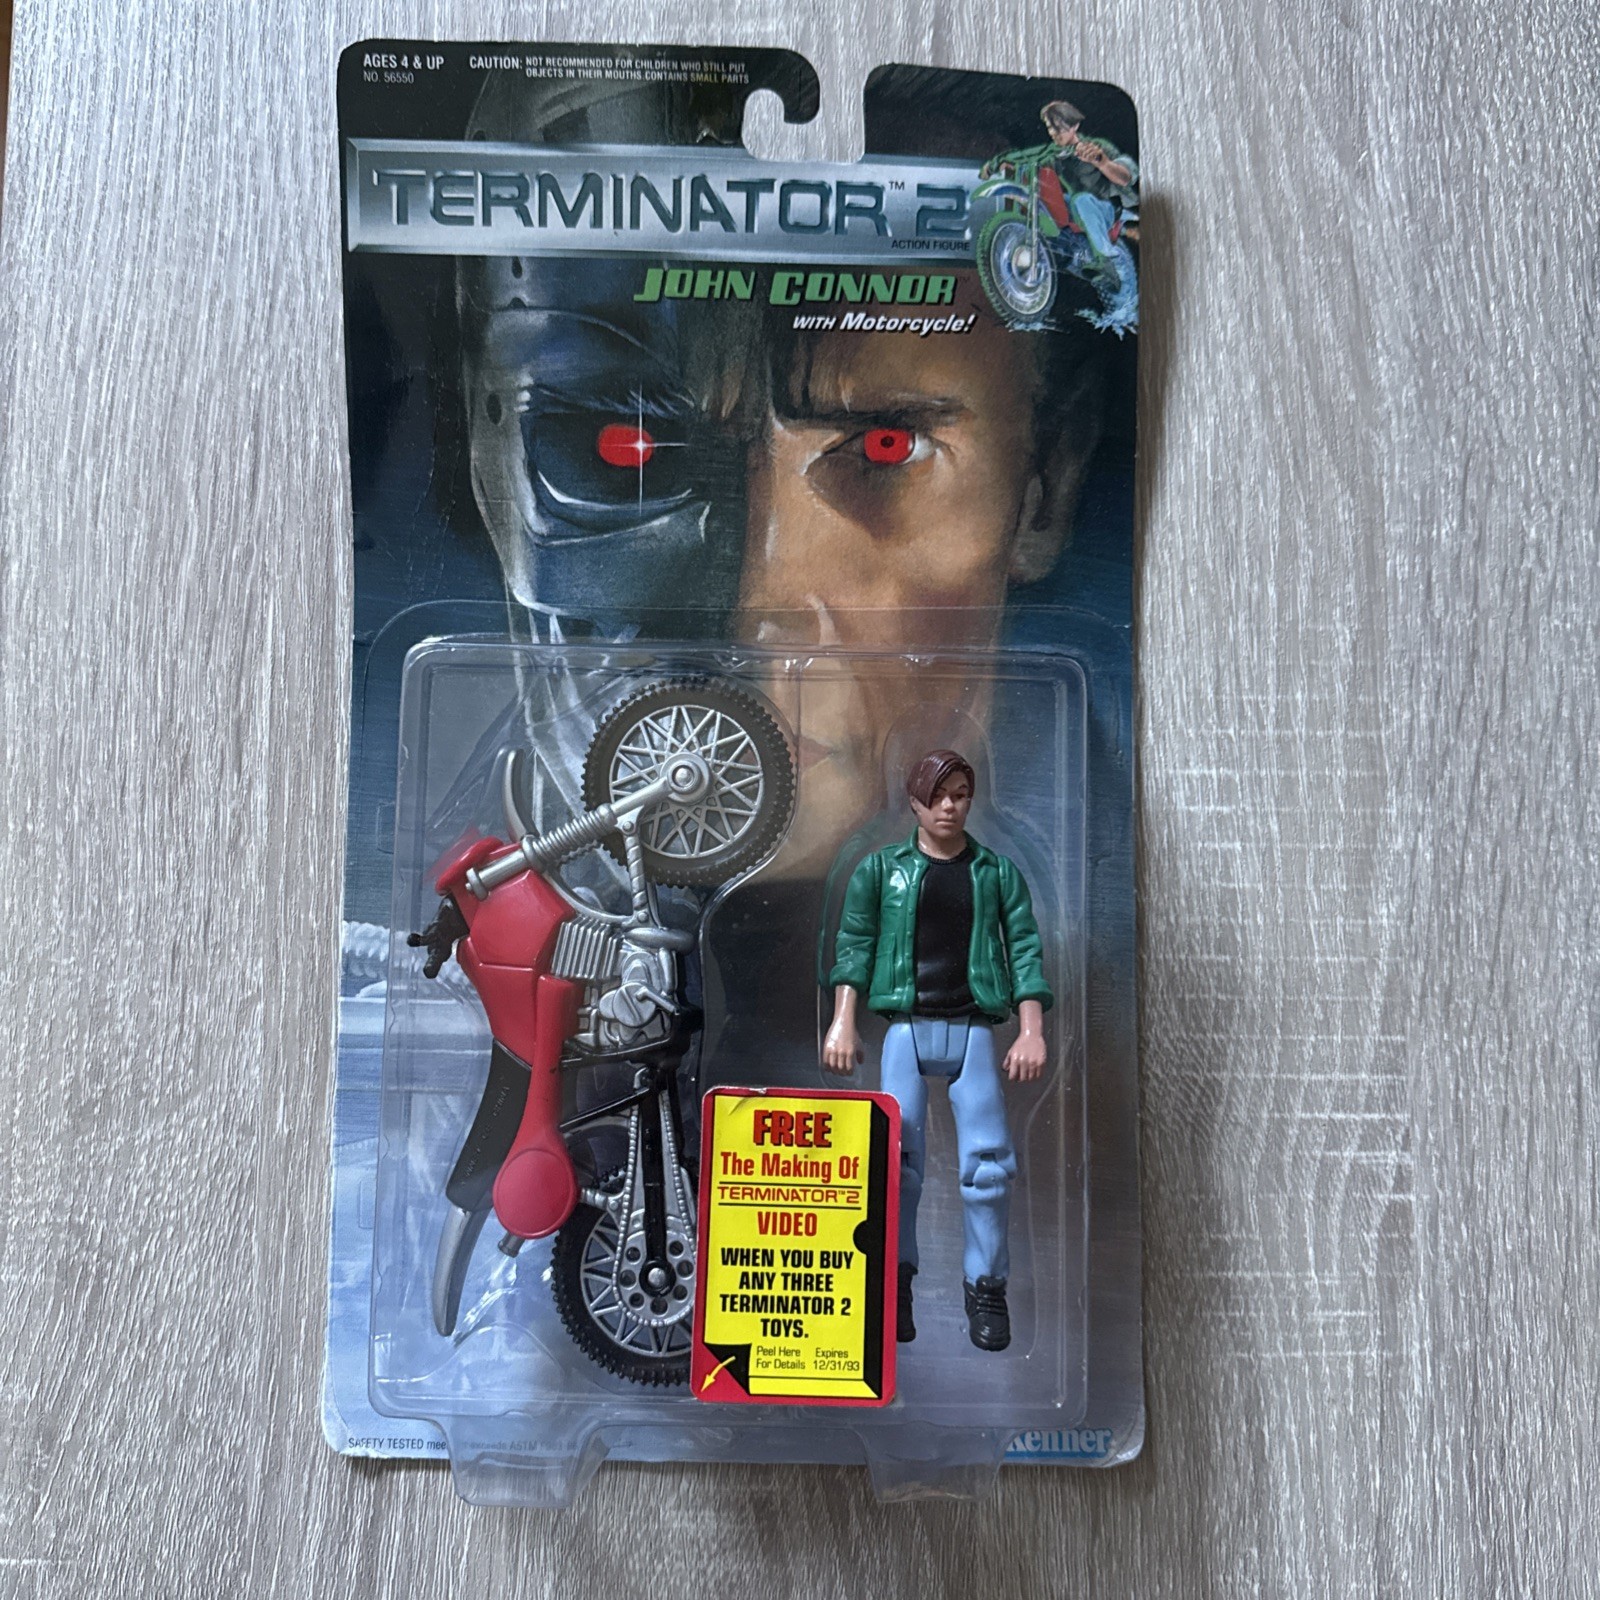 AGES 4 & UP
NO. 56550
CAUTION: NOT RECOMMENDED FOR CHILDREN WHO STILL PUT
OBJECTS IN THEIR MOUTHS. CONTAINS SMALL PARTS
TERMINATOR™ 2
ACTION FIGURE
JOHN CONNOR™
WITH Motorcycle!
FREE
The Making Of
TERMINATOR™2
VIDEO
WHEN YOU BUY
ANY THREE
TERMINATOR 2
TOYS.
Peel Here Expires
For Details 12/31/93
SAFETY TESTED
Kenner